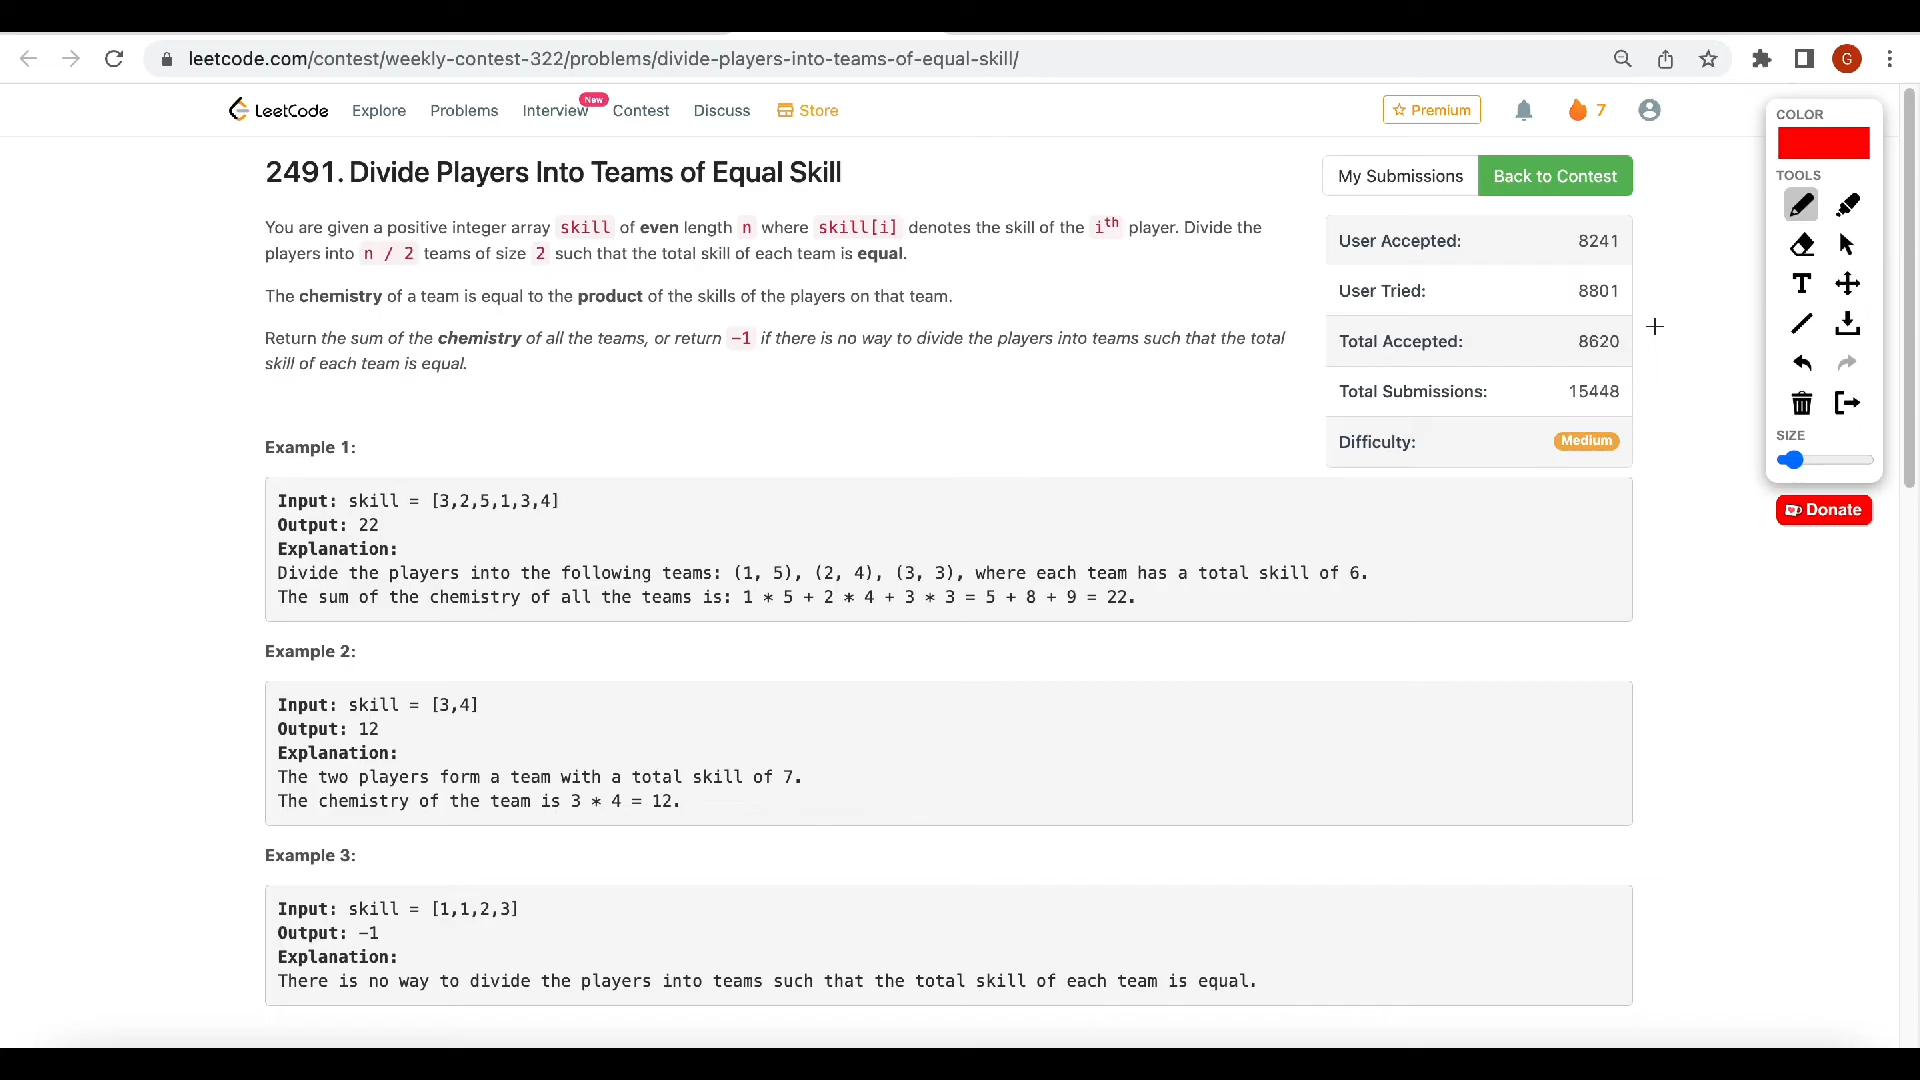 leetcode.com/contest/weekly-contest-322/problems/divide-players-into-teams-of-equal-skill/
G
LeetCode Explore Problems Interview New Contest Discuss Store Premium 7
COLOR
TOOLS
SIZE
Donate
2491. Divide Players Into Teams of Equal Skill
My Submissions Back to Contest
You are given a positive integer array skill of even length n where skill[i] denotes the skill of the ith player. Divide the
players into n / 2 teams of size 2 such that the total skill of each team is equal.
The chemistry of a team is equal to the product of the skills of the players on that team.
Return the sum of the chemistry of all the teams, or return -1 if there is no way to divide the players into teams such that the total
skill of each team is equal.
User Accepted: 8241
User Tried: 8801
Total Accepted: 8620
Total Submissions: 15448
Difficulty: Medium
Example 1:
Input: skill = [3,2,5,1,3,4]
Output: 22
Explanation:
Divide the players into the following teams: (1, 5), (2, 4), (3, 3), where each team has a total skill of 6.
The sum of the chemistry of all the teams is: 1 * 5 + 2 * 4 + 3 * 3 = 5 + 8 + 9 = 22.
Example 2:
Input: skill = [3,4]
Output: 12
Explanation:
The two players form a team with a total skill of 7.
The chemistry of the team is 3 * 4 = 12.
Example 3:
Input: skill = [1,1,2,3]
Output: -1
Explanation:
There is no way to divide the players into teams such that the total skill of each team is equal.